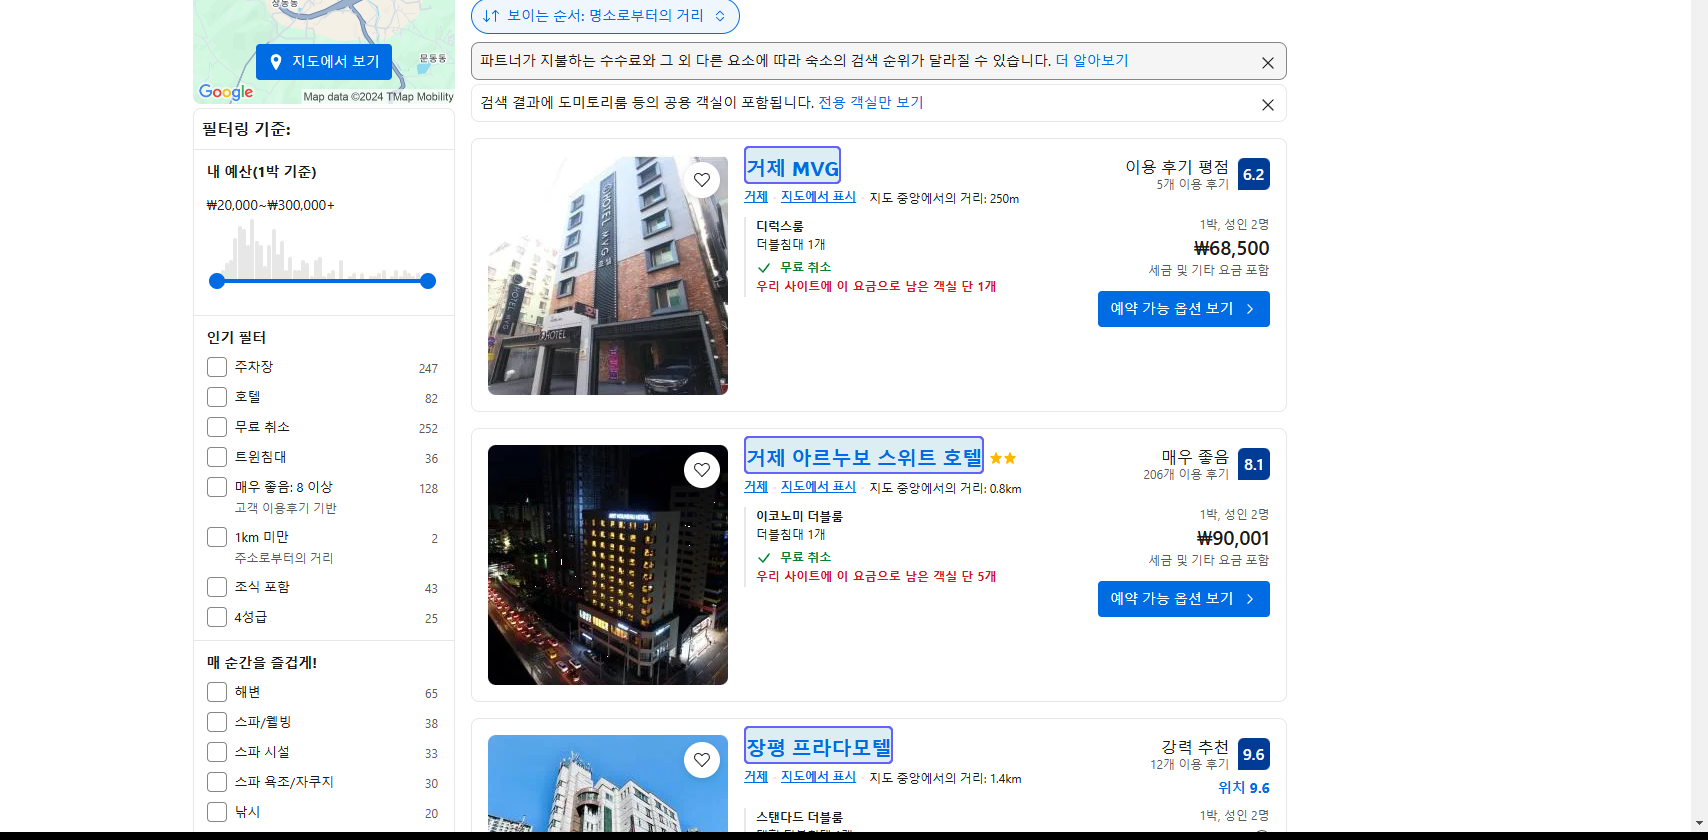 장평동
문동동
지도에서 보기
Google
Map data ©2024 TMap Mobility
필터링 기준:
내 예산(1박 기준)
₩20,000~₩300,000+
인기 필터
주차장 247
호텔 82
무료 취소 252
트윈침대 36
매우 좋음: 8 이상 128
고객 이용후기 기반
1km 미만 2
주소로부터의 거리
조식 포함 43
4성급 25
매 순간을 즐겁게!
해변 65
스파/웰빙 38
스파 시설 33
스파 욕조/자쿠지 30
낚시 20
보이는 순서: 명소로부터의 거리
파트너가 지불하는 수수료와 그 외 다른 요소에 따라 숙소의 검색 순위가 달라질 수 있습니다. 더 알아보기
검색 결과에 도미토리룸 등의 공용 객실이 포함됩니다. 전용 객실만 보기
HOTEL MVG 호텔
HOTEL MVG
HOTEL
거제 MVG
거제 · 지도에서 표시 · 지도 중앙에서의 거리: 250m
디럭스룸
더블침대 1개
무료 취소
우리 사이트에 이 요금으로 남은 객실 단 1개
이용 후기 평점 6.2
5개 이용 후기
1박, 성인 2명
₩68,500
세금 및 기타 요금 포함
예약 가능 옵션 보기
ART NOUVEAU HOTEL
거제 아르누보 스위트 호텔
거제 · 지도에서 표시 · 지도 중앙에서의 거리: 0.8km
이코노미 더블룸
더블침대 1개
무료 취소
우리 사이트에 이 요금으로 남은 객실 단 5개
매우 좋음 8.1
206개 이용 후기
1박, 성인 2명
₩90,001
세금 및 기타 요금 포함
예약 가능 옵션 보기
장평 프라다모텔
거제 · 지도에서 표시 · 지도 중앙에서의 거리: 1.4km
스탠다드 더블룸
강력 추천 9.6
12개 이용 후기
위치 9.6
1박, 성인 2명